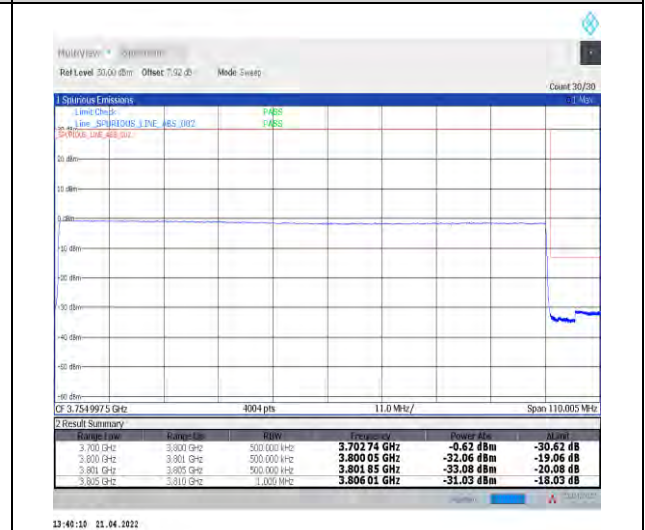 MultiView
Spectrum
Ref Level 30.00 dBm Offset 7.92 dB Mode Sweep
Count 30/30
1 Spurious Emissions
Limit Check PASS
Line _SPURIOUS_LINE_ABS_002 PASS
_SPURIOUS_LINE_ABS_002
20 dBm
10 dBm
0 dBm
-10 dBm
-20 dBm
-30 dBm
-40 dBm
-50 dBm
-60 dBm
CF 3.7549975 GHz 4004 pts 11.0 MHz/ Span 110.005 MHz
2 Result Summary
Range Low Range Up RBW Frequency Power Abs ΔLimit
3.700 GHz 3.800 GHz 500.000 kHz 3.702 74 GHz -0.62 dBm -30.62 dB
3.800 GHz 3.801 GHz 500.000 kHz 3.800 05 GHz -32.06 dBm -19.06 dB
3.801 GHz 3.805 GHz 500.000 kHz 3.801 85 GHz -33.08 dBm -20.08 dB
3.805 GHz 3.810 GHz 1.000 MHz 3.806 01 GHz -31.03 dBm -18.03 dB
13:40:10 21.04.2022